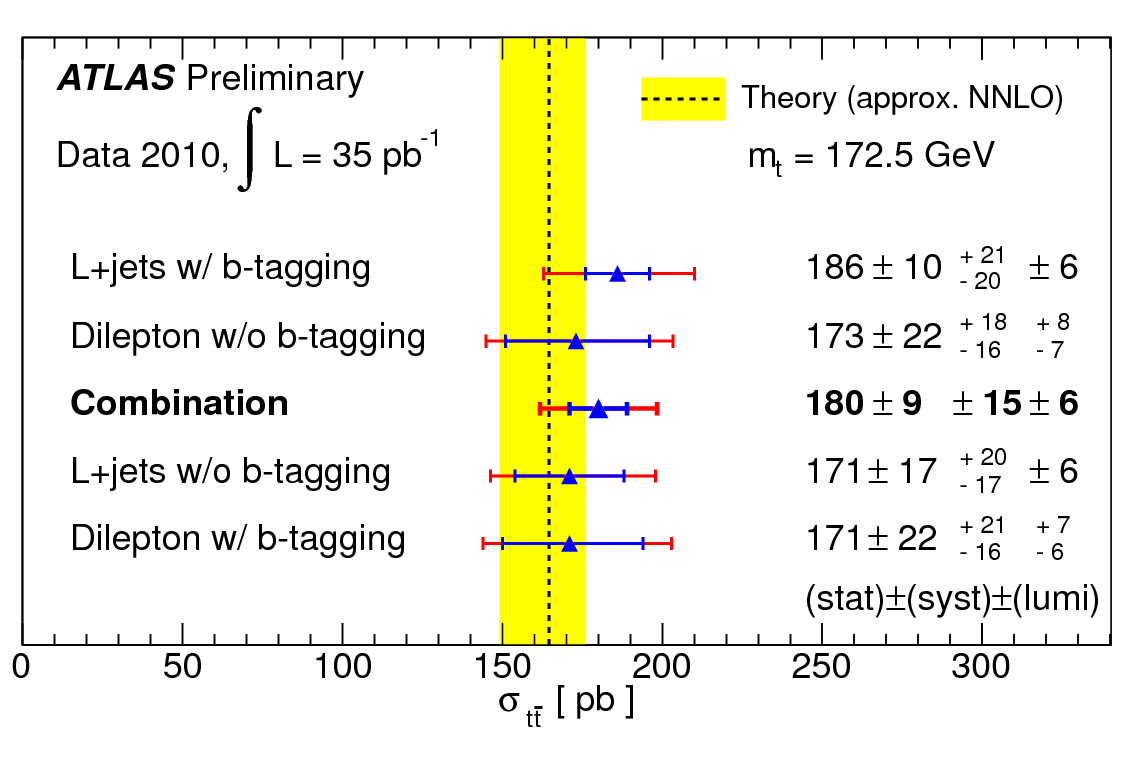 ATLAS Preliminary
Theory (approx. NNLO)
Data 2010, ∫ L = 35 pb⁻¹
mₜ = 172.5 GeV
L+jets w/ b-tagging 186 ± 10 + 21 - 20 ± 6
Dilepton w/o b-tagging 173 ± 22 + 18 - 16 + 8 - 7
Combination 180 ± 9 ± 15 ± 6
L+jets w/o b-tagging 171 ± 17 + 20 - 17 ± 6
Dilepton w/ b-tagging 171 ± 22 + 21 - 16 + 7 - 6
(stat)±(syst)±(lumi)
0 50 100 150 200 250 300
σ tt̄ [ pb ]